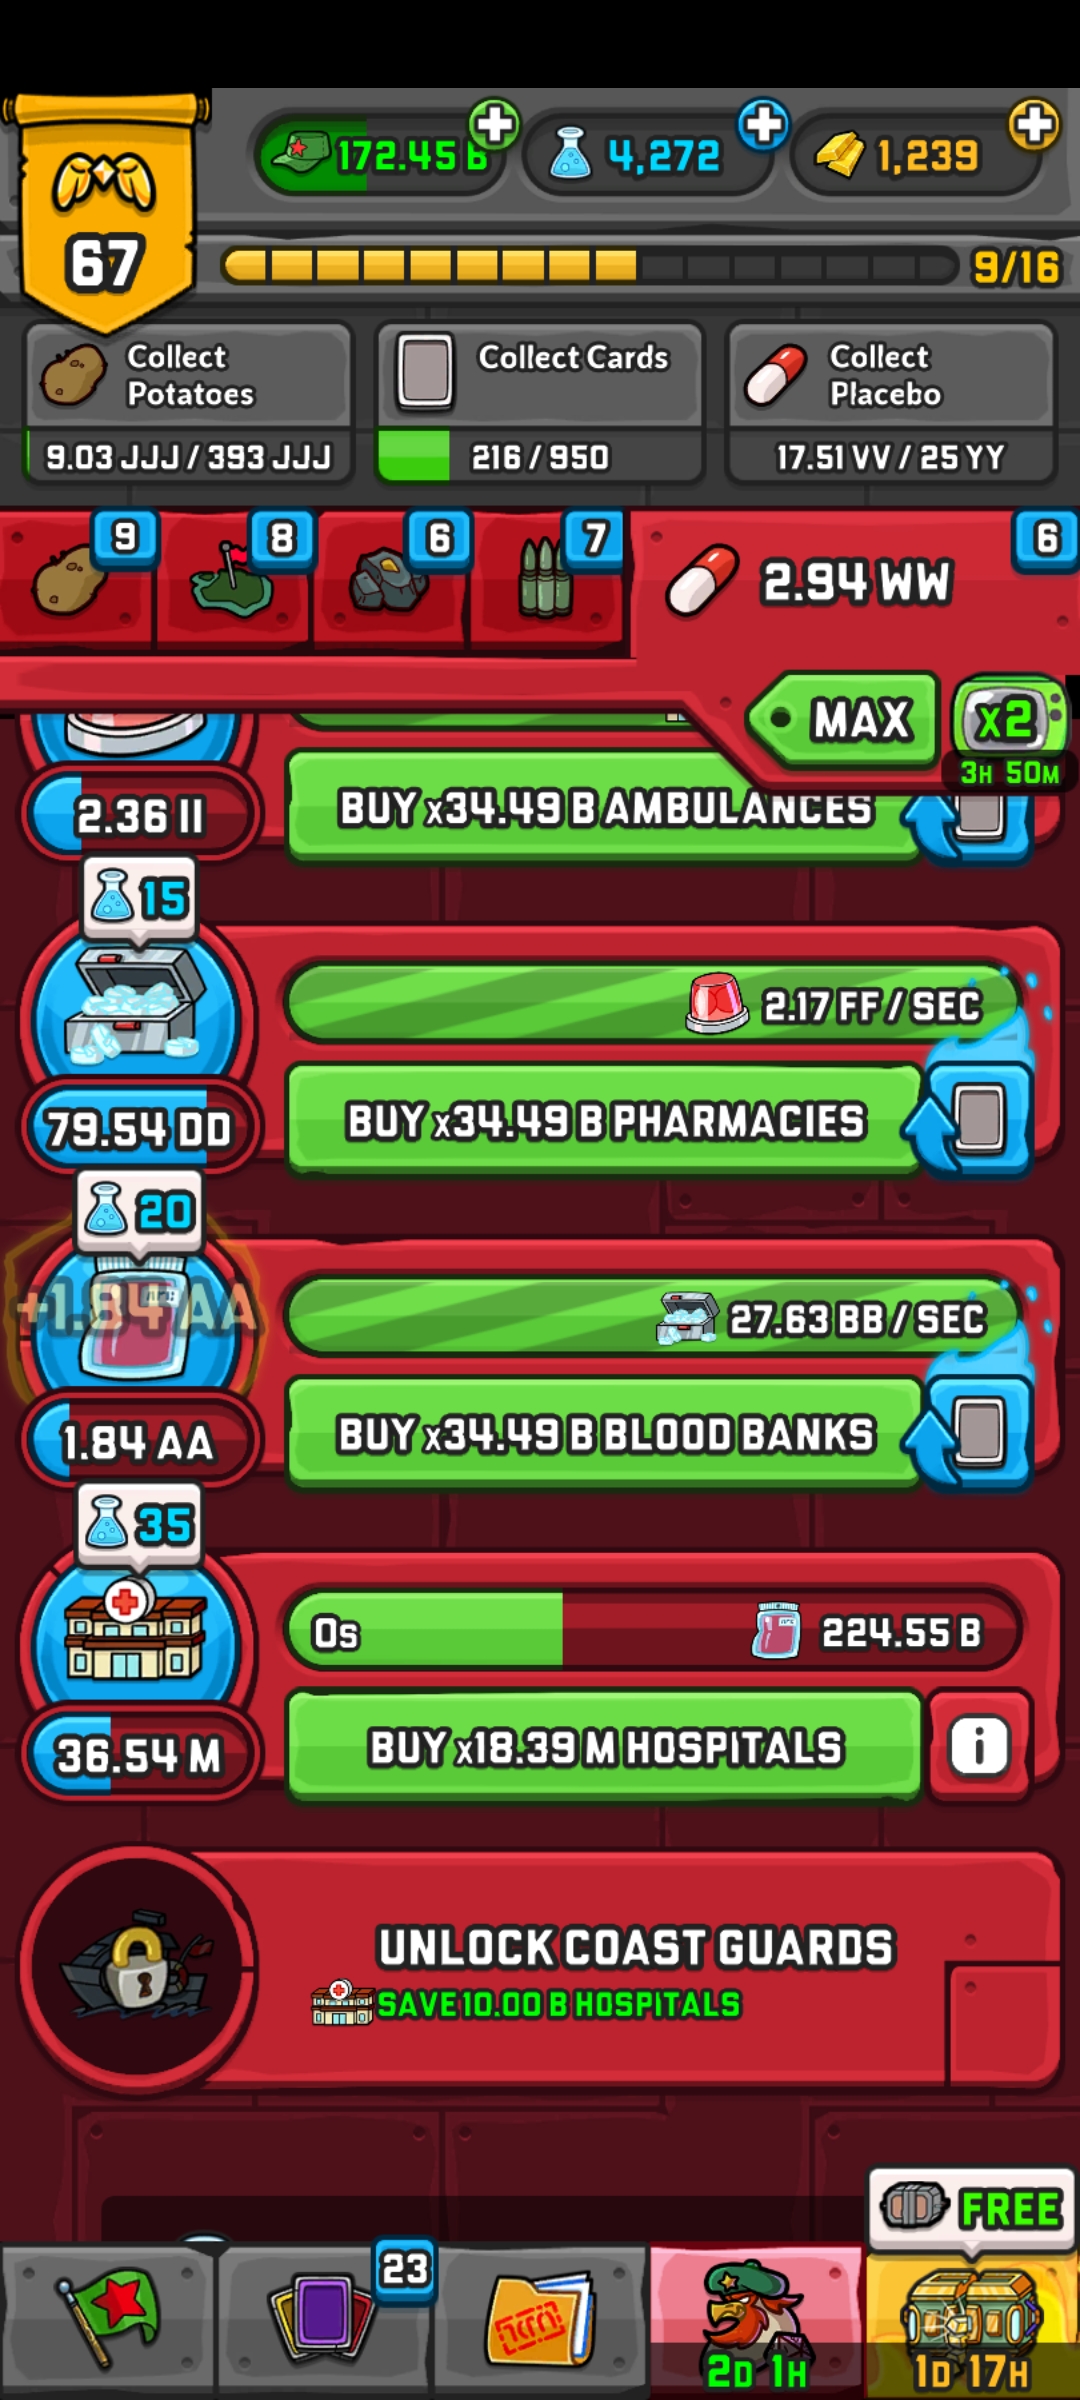 172.45 B
4,272
1,239
67
9/16
Collect
Potatoes
9.03 JJJ / 393 JJJ
Collect Cards
216 / 950
Collect
Placebo
17.51 VV / 25 YY
9
8
6
7
2.94 WW
6
MAX
x2
3H 50M
2.36 II
BUY x34.49 B AMBULANCES
15
2.17 FF / SEC
79.54 DD
BUY x34.49 B PHARMACIES
20
+1.84 AA
27.63 BB / SEC
1.84 AA
BUY x34.49 B BLOOD BANKS
35
0s
224.55 B
36.54 M
BUY x18.39 M HOSPITALS
i
UNLOCK COAST GUARDS
SAVE 10.00 B HOSPITALS
FREE
23
2D 1H
1D 17H